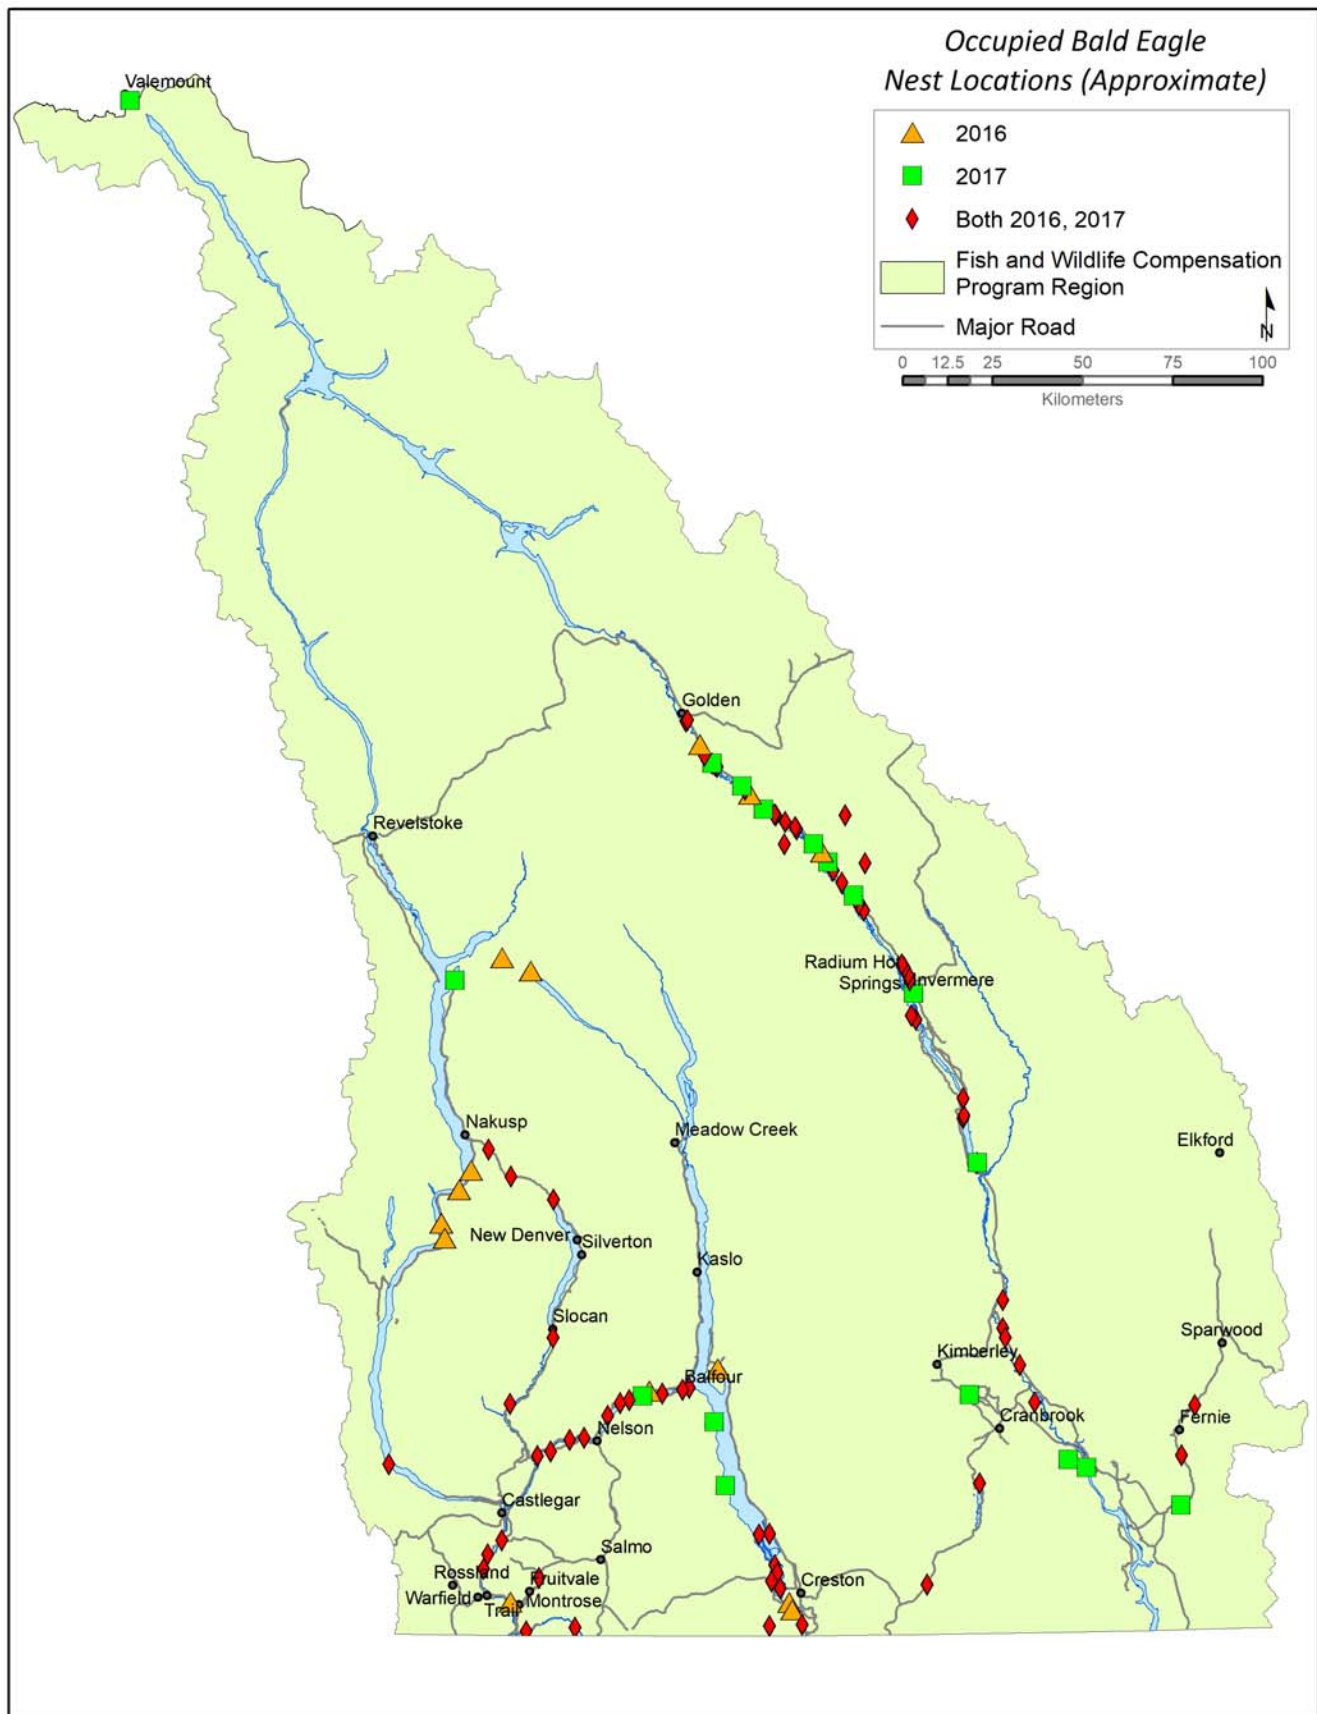 Occupied Bald Eagle
Nest Locations (Approximate)
2016
2017
Both 2016, 2017
Fish and Wildlife Compensation
Program Region
Major Road
N
0 12.5 25 50 75 100
Kilometers
Valemount
Golden
Revelstoke
Radium Ho
Springs
Invermere
Nakusp
Meadow Creek
Elkford
New Denver
Silverton
Kaslo
Slocan
Sparwood
Kimberley
Balfour
Cranbrook
Fernie
Nelson
Castlegar
Salmo
Rossland
Fruitvale
Creston
Warfield
Trail
Montrose